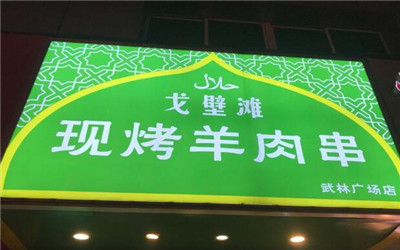 حلال
戈壁滩
现烤羊肉串
武林广场店